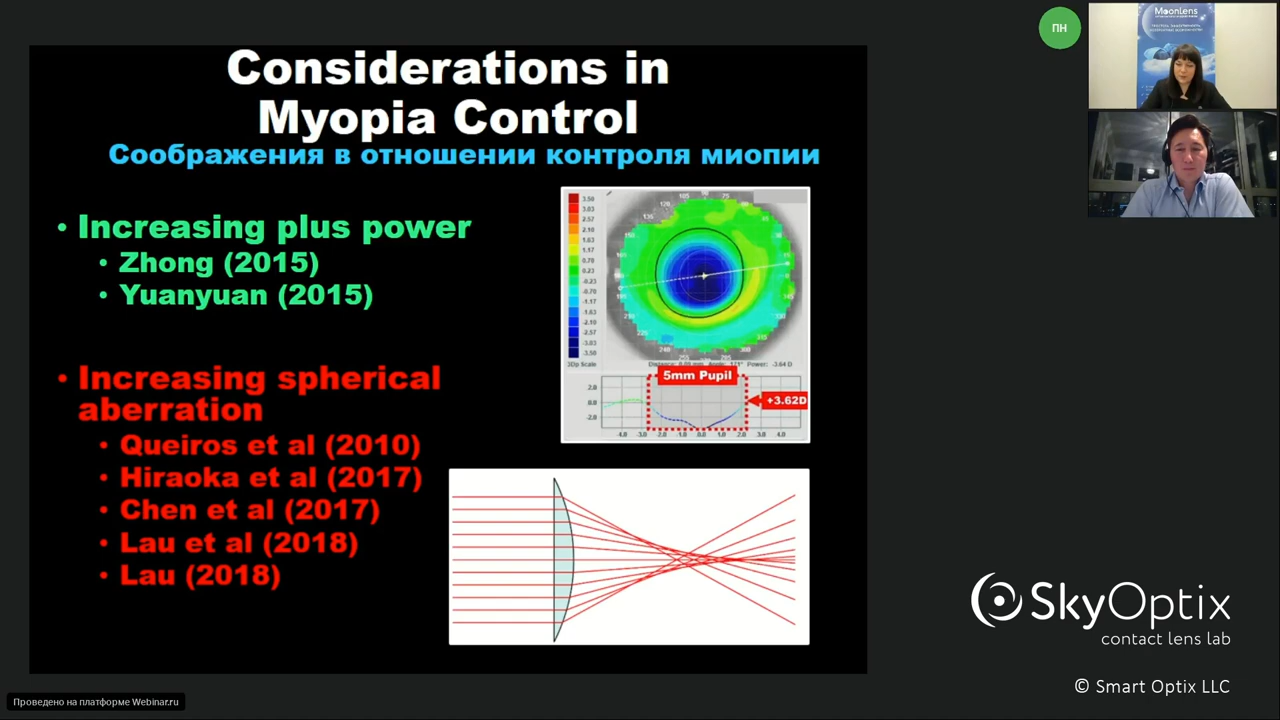 Considerations in
Myopia Control
Соображения в отношении контроля миопии
• Increasing plus power
• Zhong (2015)
• Yuanyuan (2015)
• Increasing spherical
aberration
• Queiros et al (2010)
• Hiraoka et al (2017)
• Chen et al (2017)
• Lau et al (2018)
• Lau (2018)
5mm Pupil
+3.62D
ПН
MoonLens
SkyOptix
contact lens lab
© Smart Optix LLC
Проведено на платформе Webinar.ru